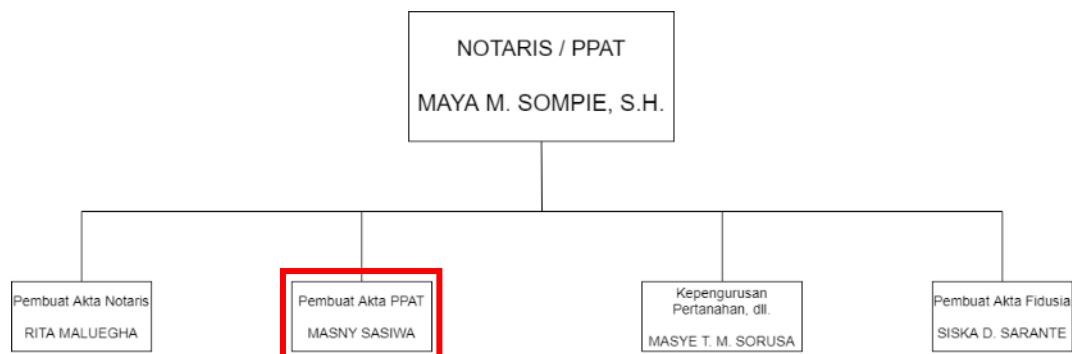 NOTARIS / PPAT
MAYA M. SOMPIE, S.H.
Pembuat Akta Notaris
RITA MALUEGHA
Pembuat Akta PPAT
MASNY SASIWA
Kepengurusan
Pertanahan, dll.
MASYE T. M. SORUSA
Pembuat Akta Fidusia
SISKA D. SARANTE